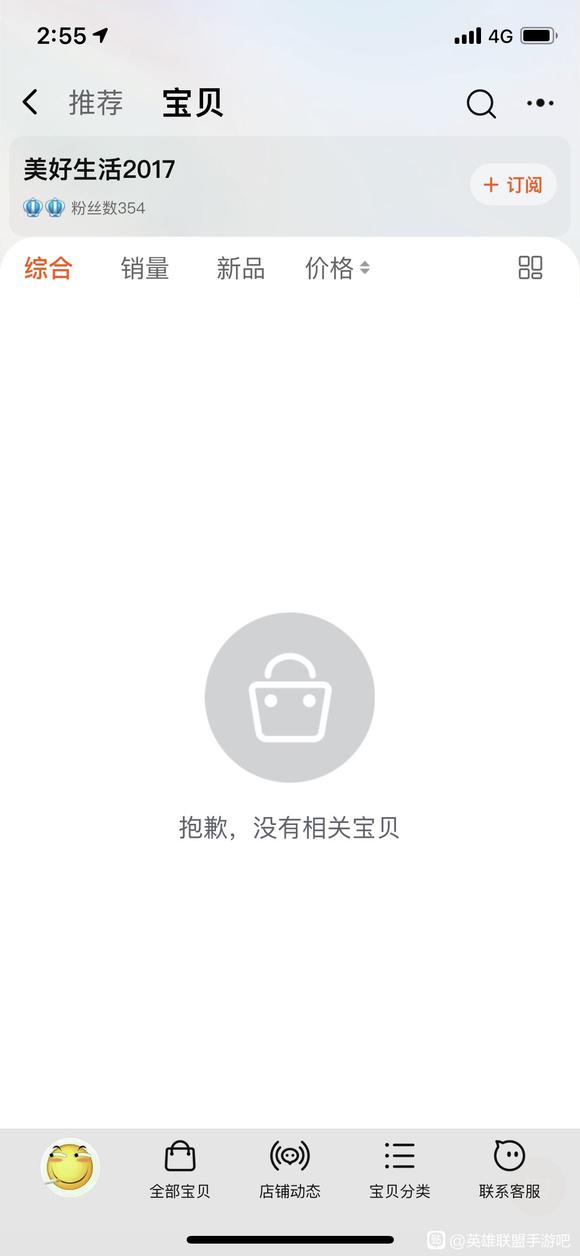 2:55
4G
推荐 宝贝
美好生活2017
粉丝数354
+ 订阅
综合 销量 新品 价格
抱歉，没有相关宝贝
全部宝贝 店铺动态 宝贝分类 联系客服
@英雄联盟手游吧